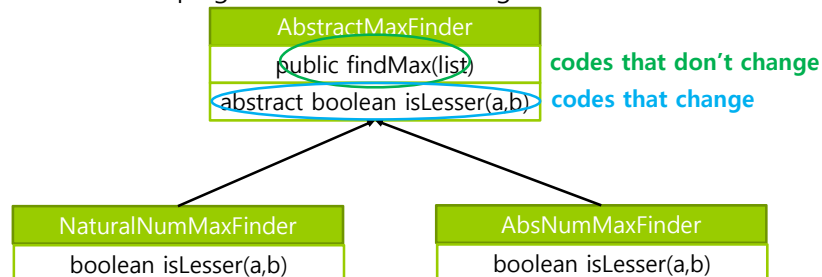 AbstractMaxFinder
public findMax(list)
codes that don't change
abstract boolean isLesser(a,b)
codes that change
NaturalNumMaxFinder
AbsNumMaxFinder
boolean isLesser(a,b)
boolean isLesser(a,b)